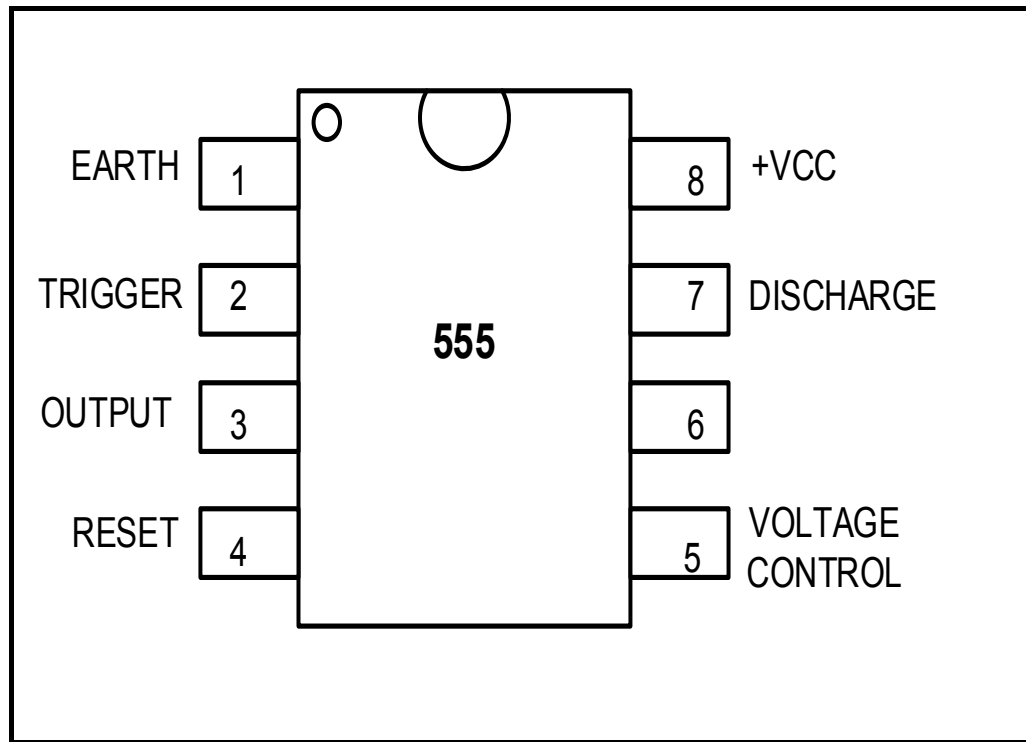 EARTH 1
8 +VCC
TRIGGER 2
7 DISCHARGE
555
OUTPUT 3
6
RESET 4
5 VOLTAGE
CONTROL